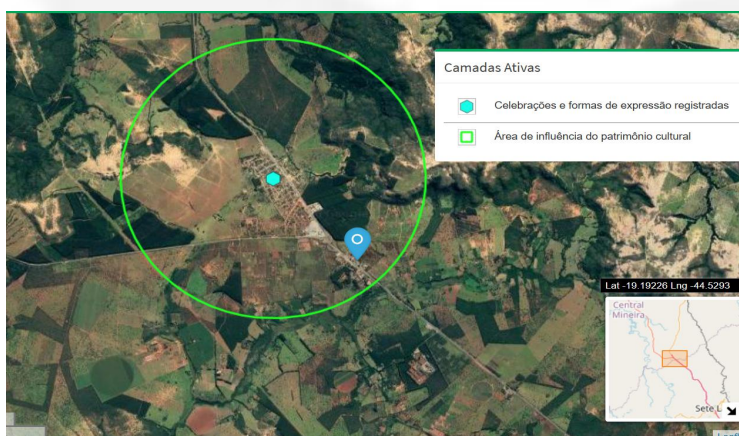 Camadas Ativas
Celebrações e formas de expressão registradas
Área de influência do patrimônio cultural
Lat -19.19226 Lng -44.5293
Central
Mineira
Sete L